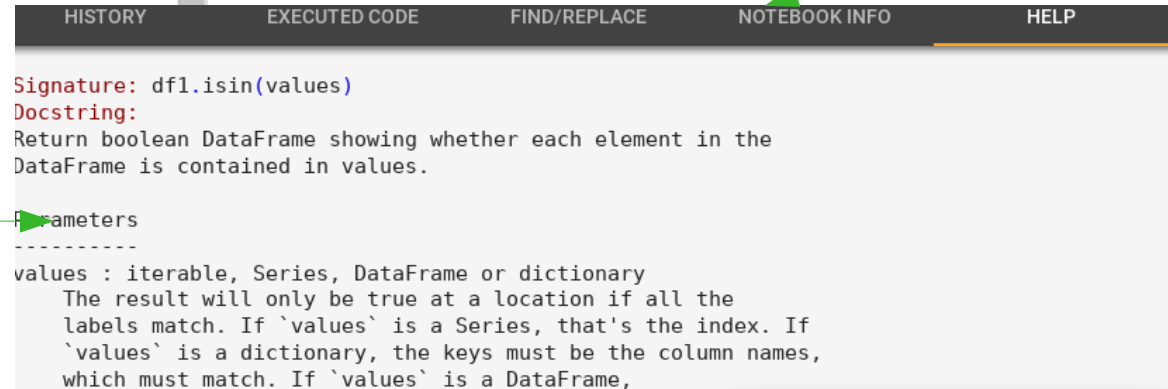 HISTORY EXECUTED CODE FIND/REPLACE NOTEBOOK INFO HELP
Signature: df1.isin(values)
Docstring:
Return boolean DataFrame showing whether each element in the
DataFrame is contained in values.
Parameters
----------
values : iterable, Series, DataFrame or dictionary
The result will only be true at a location if all the
labels match. If `values` is a Series, that's the index. If
`values` is a dictionary, the keys must be the column names,
which must match. If `values` is a DataFrame,